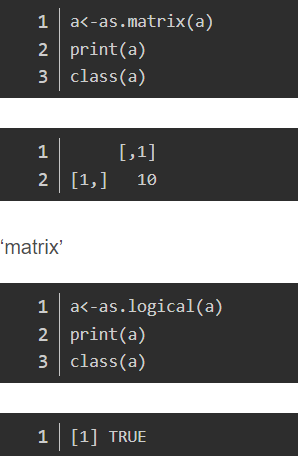 1 a<-as.matrix(a)
2 print(a)
3 class(a)
1      [,1]
2 [1,]   10
‘matrix’
1 a<-as.logical(a)
2 print(a)
3 class(a)
1 [1] TRUE